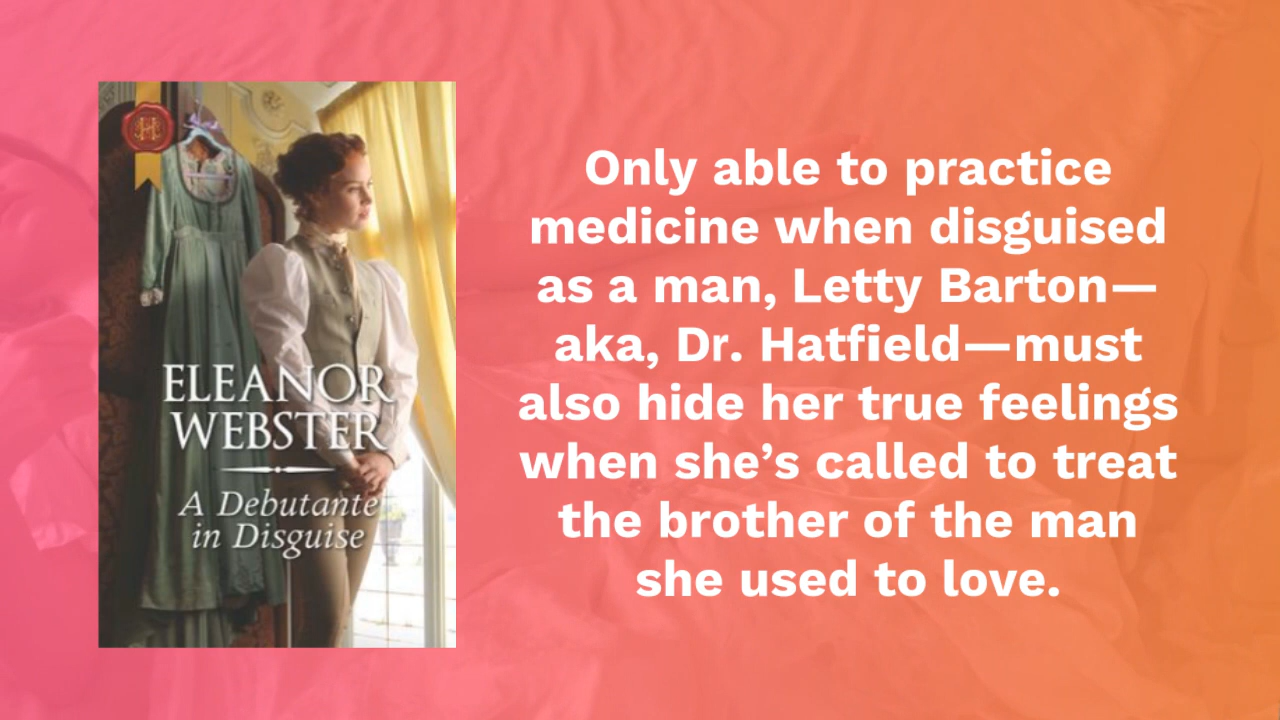 H
ELEANOR
WEBSTER
A Debutante
in Disguise
Only able to practice
medicine when disguised
as a man, Letty Barton—
aka, Dr. Hatfield—must
also hide her true feelings
when she’s called to treat
the brother of the man
she used to love.